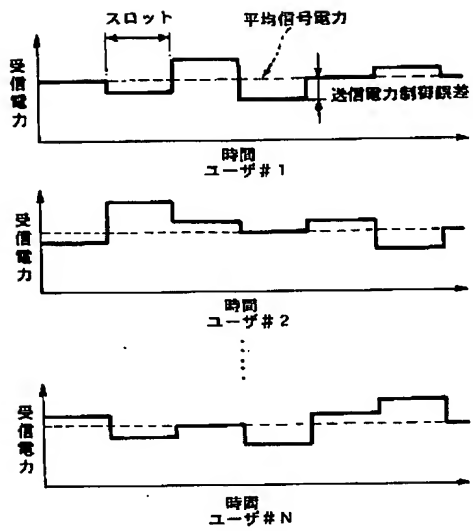 スロット
平均信号電力
受信電力
送信電力制御誤差
時間
ユーザ#1
受信電力
時間
ユーザ#2
受信電力
時間
ユーザ#N